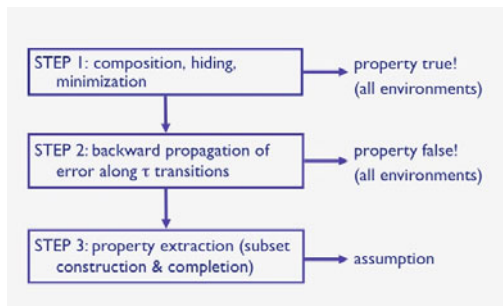 STEP 1: composition, hiding,
minimization
property true!
(all environments)
STEP 2: backward propagation of
error along τ transitions
property false!
(all environments)
STEP 3: property extraction (subset
construction & completion)
assumption